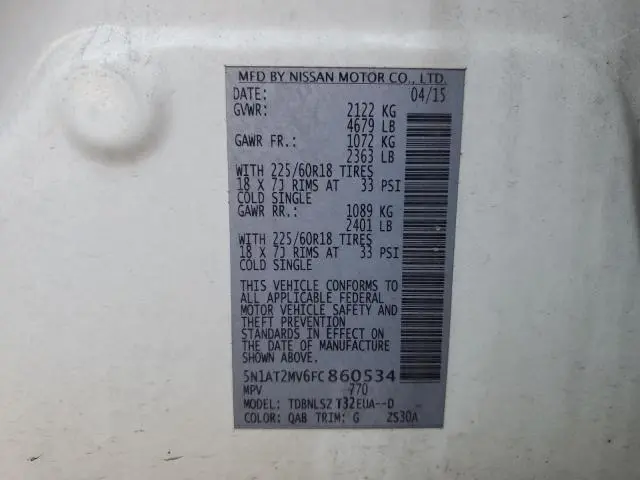 MFD BY NISSAN MOTOR CO., LTD.
DATE: 04/15
GVWR: 2122 KG
4679 LB
GAWR FR.: 1072 KG
2363 LB
WITH 225/60R18 TIRES
18 X 7J RIMS AT 33 PSI
COLD SINGLE
GAWR RR.: 1089 KG
2401 LB
WITH 225/60R18 TIRES
18 X 7J RIMS AT 33 PSI
COLD SINGLE
THIS VEHICLE CONFORMS TO
ALL APPLICABLE FEDERAL
MOTOR VEHICLE SAFETY AND
THEFT PREVENTION
STANDARDS IN EFFECT ON
THE DATE OF MANUFACTURE
SHOWN ABOVE.
5N1AT2MV6FC860534
MPV 770
MODEL: TDBNLSZ T32EUA--D
COLOR: QAB TRIM: G ZS30A